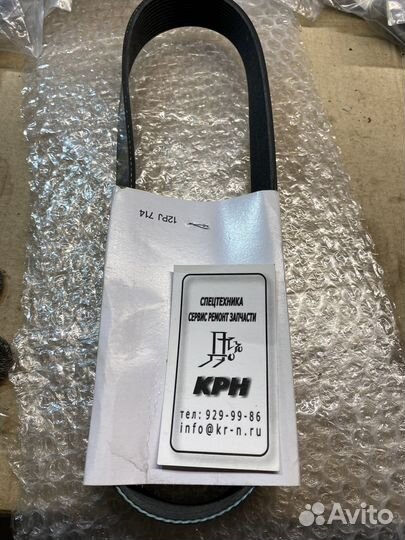 12PJ 714
СПЕЦТЕХНИКА
СЕРВИС РЕМОНТ ЗАПЧАСТИ
КРН
тел: 929-99-86
info@kr-n.ru
Avito